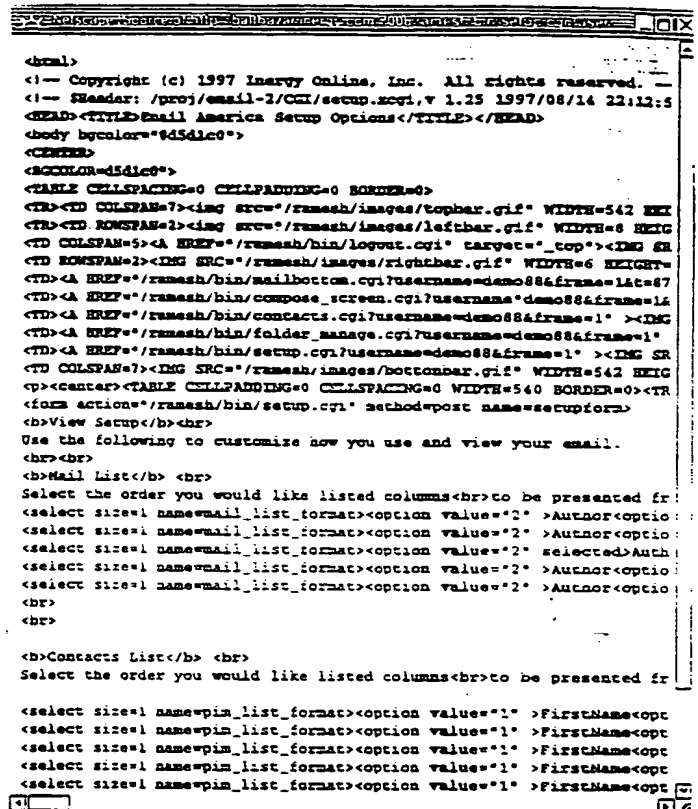 <html>
<!-- Copyright (c) 1997 Inergy Online, Inc. All rights reserved. --
<!-- $Header: /proj/email-2/CGI/setup.xcgi,v 1.25 1997/08/14 22:12:5
<HEAD><TITLE>Email America Setup Options</TITLE></HEAD>
<body bgcolor="#d5d1c0">
<CENTER>
<BGCOLOR=d5d1c0">
<TABLE CELLSPACING=0 CELLPADDING=0 BORDER=0>
<TR><TD COLSPAN=7><img src="/ramesh/images/topbar.gif" WIDTH=542 HEI
<TR><TD ROWSPAN=2><img src="/ramesh/images/leftbar.gif" WIDTH=8 HEIG
<TD COLSPAN=5><A HREF="/ramesh/bin/logout.cgi" target="_top"><IMG SR
<TD ROWSPAN=2><IMG SRC="/ramesh/images/rightbar.gif" WIDTH=6 HEIGHT=
<TD><A HREF="/ramesh/bin/mailbottom.cgi?username=demo88&frame=1&t=87
<TD><A HREF="/ramesh/bin/compose_screen.cgi?username=demo88&frame=1&
<TD><A HREF="/ramesh/bin/contacts.cgi?username=demo88&frame=1" ><IMG
<TD><A HREF="/ramesh/bin/folder_manage.cgi?username=demo88&frame=1"
<TD><A HREF="/ramesh/bin/setup.cgi?username=demo88&frame=1" ><IMG SR
<TD COLSPAN=7><IMG SRC="/ramesh/images/bottombar.gif" WIDTH=542 HEIG
<p><center><TABLE CELLPADDING=0 CELLSPACING=0 WIDTH=540 BORDER=0><TR
<form action="/ramesh/bin/setup.cgi" method=post name=setupform>
<b>View Setup</b><br>
Use the following to customize how you use and view your email.
<br><br>
<b>Mail List</b> <br>
Select the order you would like listed columns<br>to be presented fr
<select size=1 name=mail_list_format><option value="2" >Author<optio
<select size=1 name=mail_list_format><option value="2" >Author<optio
<select size=1 name=mail_list_format><option value="2" selected>Auth
<select size=1 name=mail_list_format><option value="2" >Author<optio
<select size=1 name=mail_list_format><option value="2" >Author<optio
<br>
<br>
<b>Contacts List</b> <br>
Select the order you would like listed columns<br>to be presented fr
<select size=1 name=pim_list_format><option value="1" >FirstName<opt
<select size=1 name=pim_list_format><option value="1" >FirstName<opt
<select size=1 name=pim_list_format><option value="1" >FirstName<opt
<select size=1 name=pim_list_format><option value="1" >FirstName<opt
<select size=1 name=pim_list_format><option value="1" >FirstName<opt